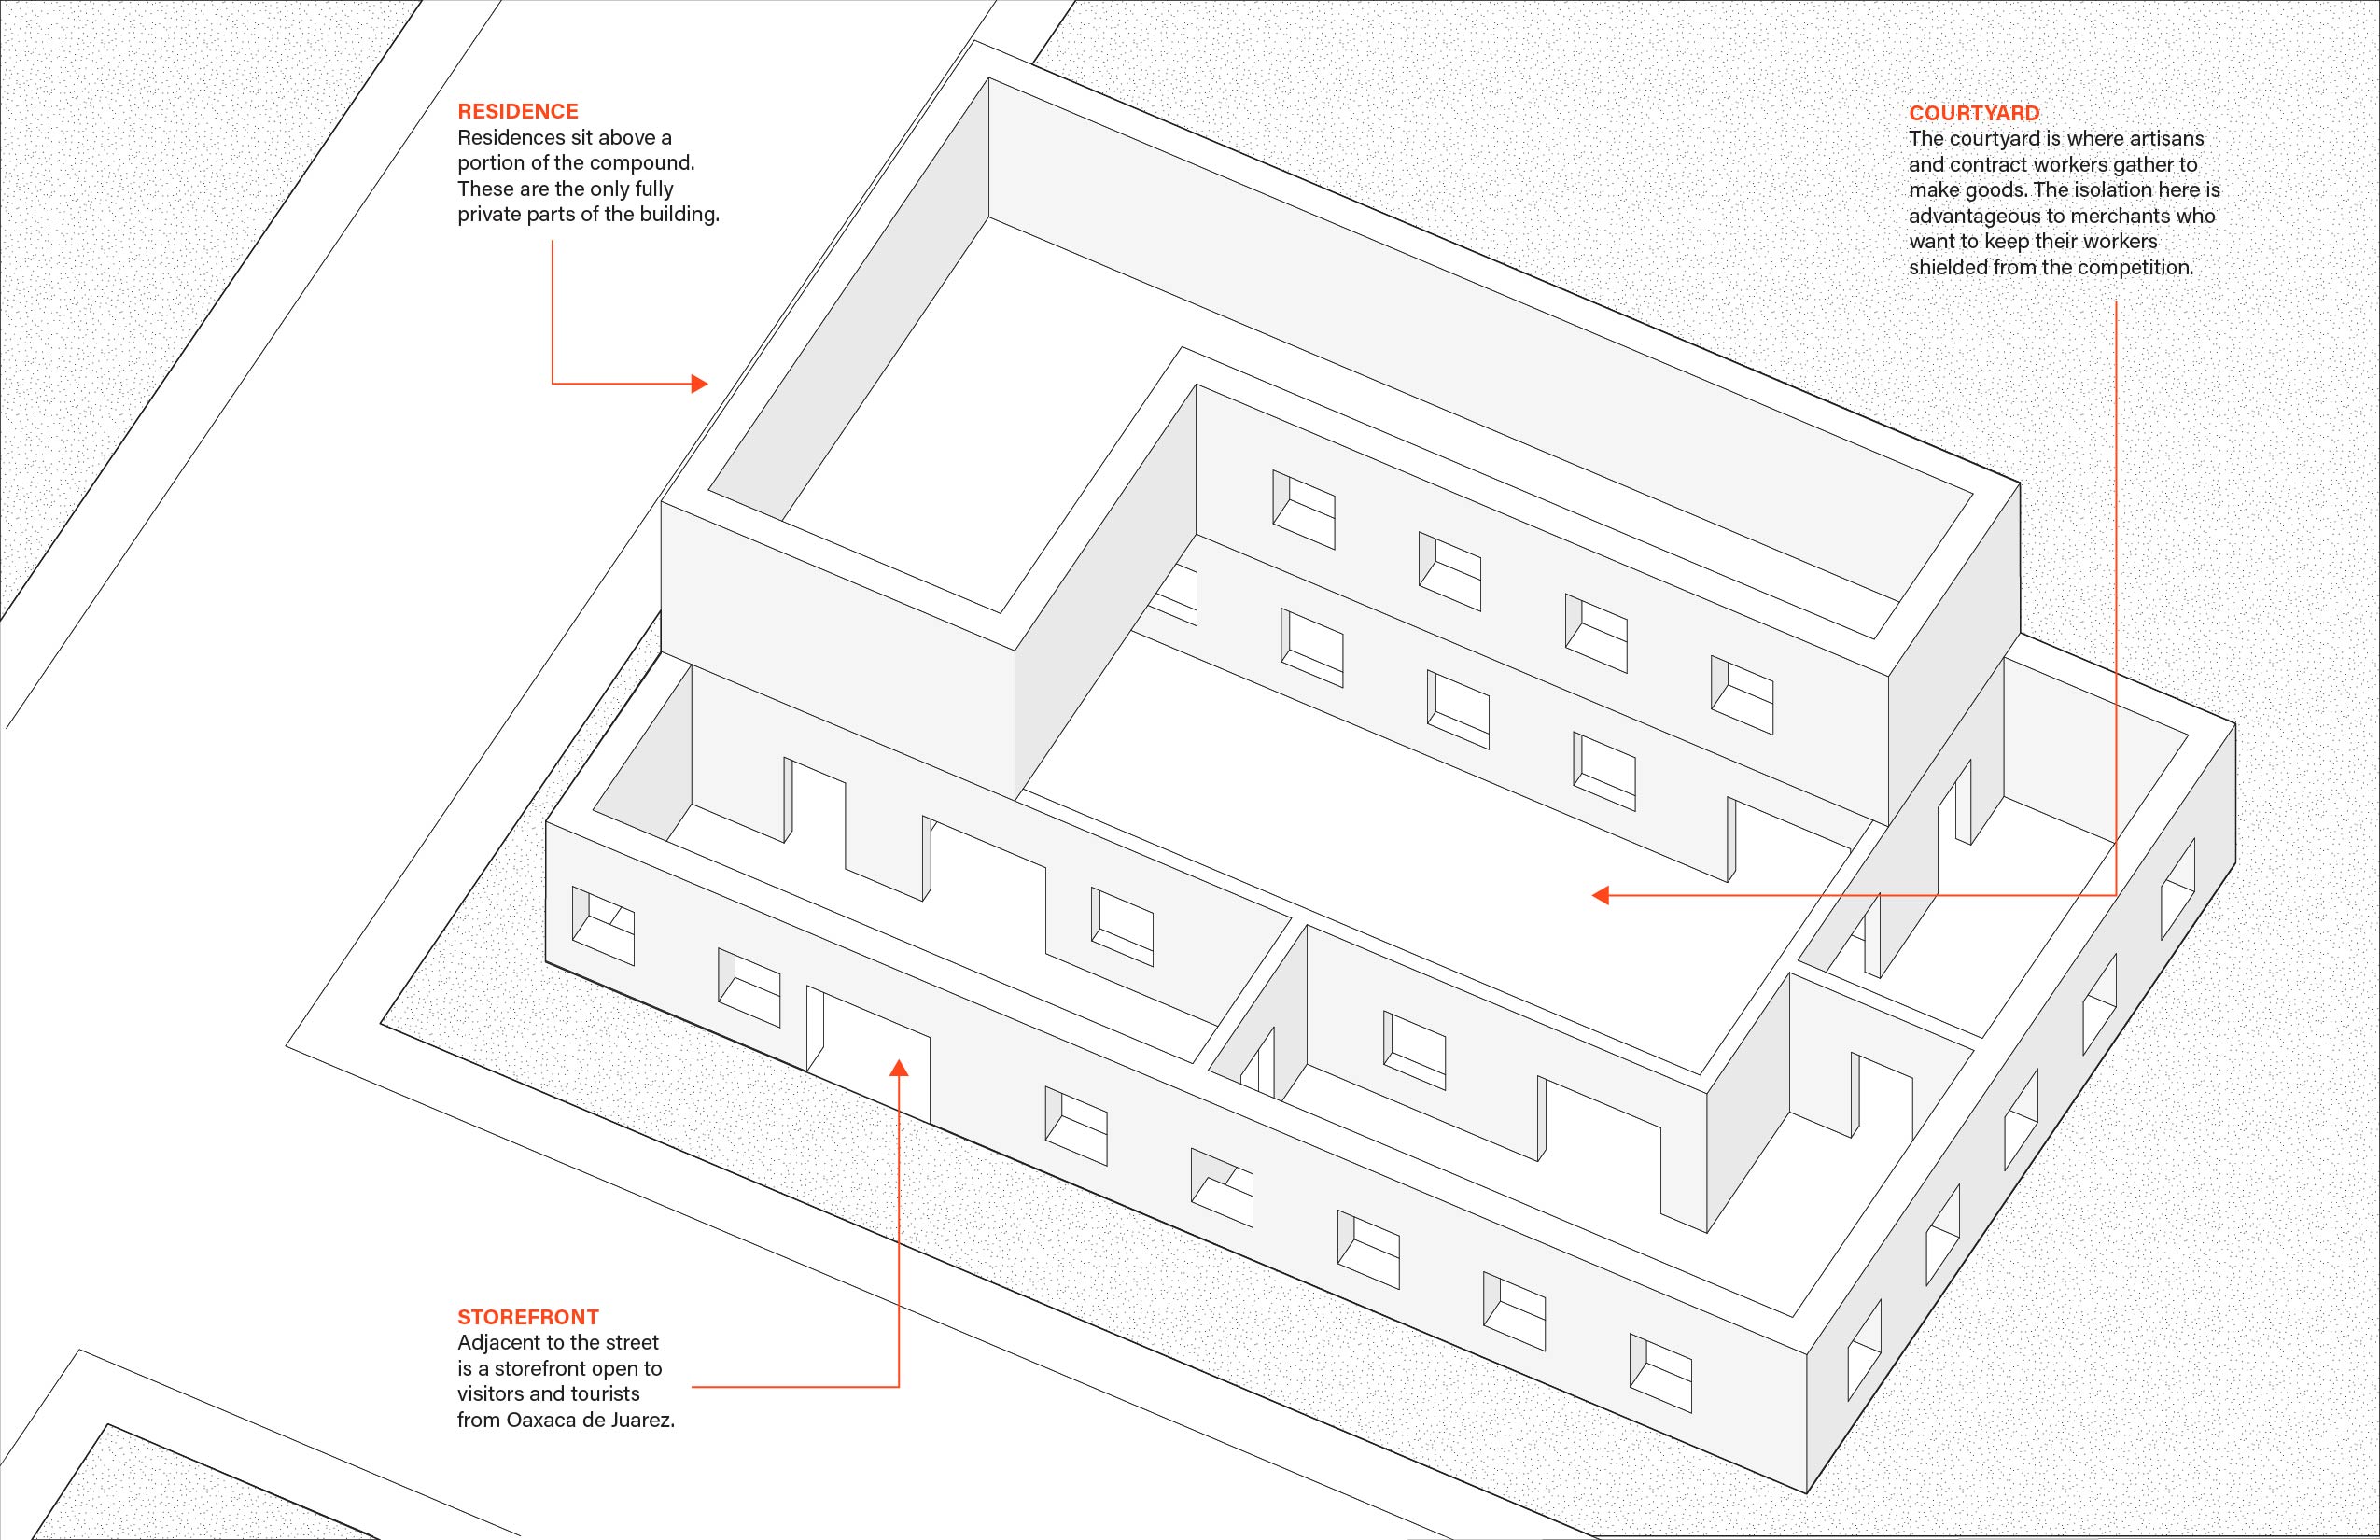 RESIDENCE
Residences sit above a
portion of the compound.
These are the only fully
private parts of the building.
COURTYARD
The courtyard is where artisans
and contract workers gather to
make goods. The isolation here is
advantageous to merchants who
want to keep their workers
shielded from the competition.
STOREFRONT
Adjacent to the street
is a storefront open to
visitors and tourists
from Oaxaca de Juarez.